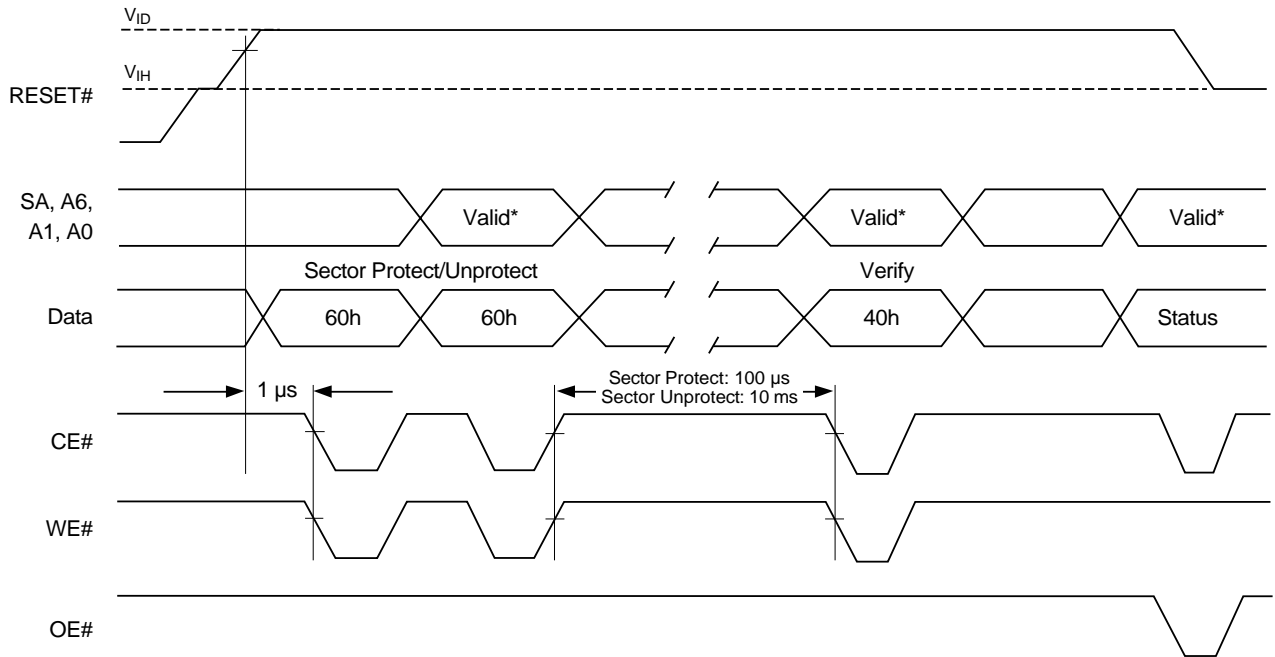 VID
VIH
RESET#
SA, A6,
A1, A0
Valid*
Valid*
Valid*
Sector Protect/Unprotect
Verify
Data
60h
60h
40h
Status
1 µs
Sector Protect: 100 µs
Sector Unprotect: 10 ms
CE#
WE#
OE#